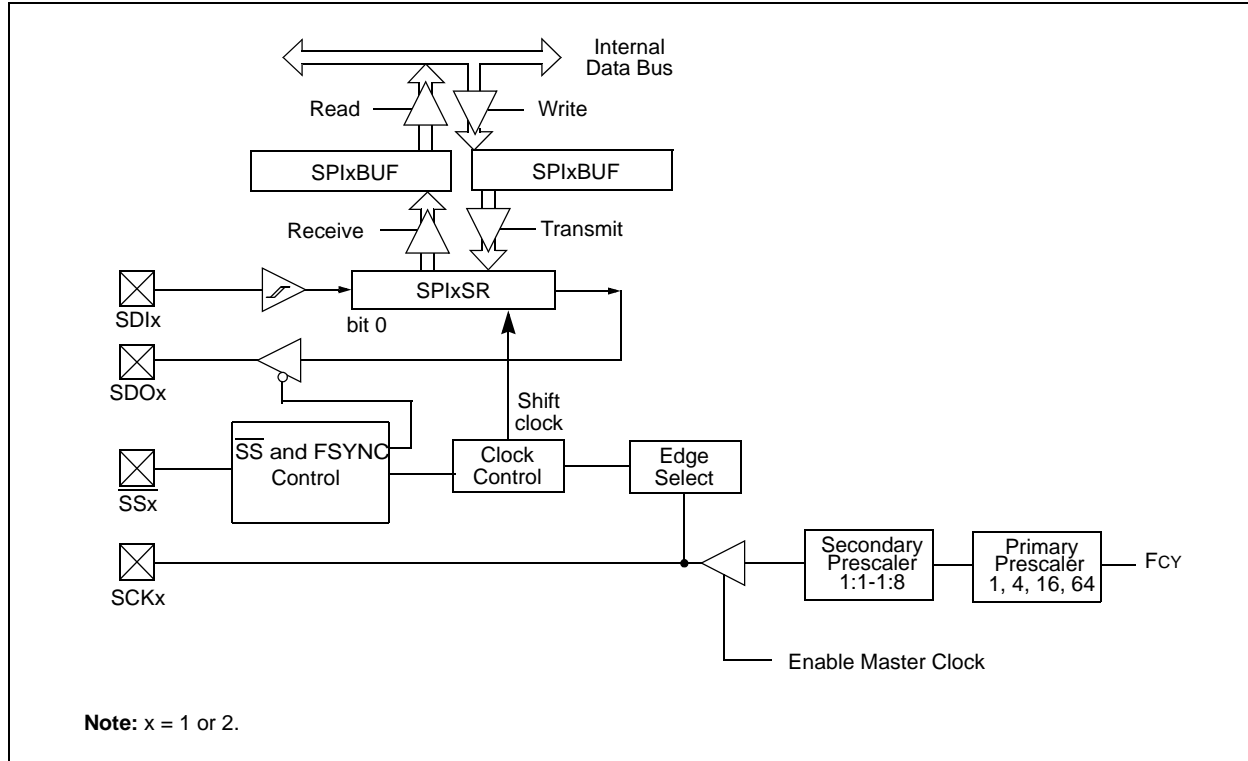 Internal
Data Bus
Read
Write
SPIxBUF
SPIxBUF
Receive
Transmit
SDIx
SPIxSR
bit 0
SDOx
Shift
clock
SS and FSYNC
Control
Clock
Control
Edge
Select
SSx
Secondary
Prescaler
1:1-1:8
Primary
Prescaler
1, 4, 16, 64
FCY
SCKx
Enable Master Clock
Note: x = 1 or 2.